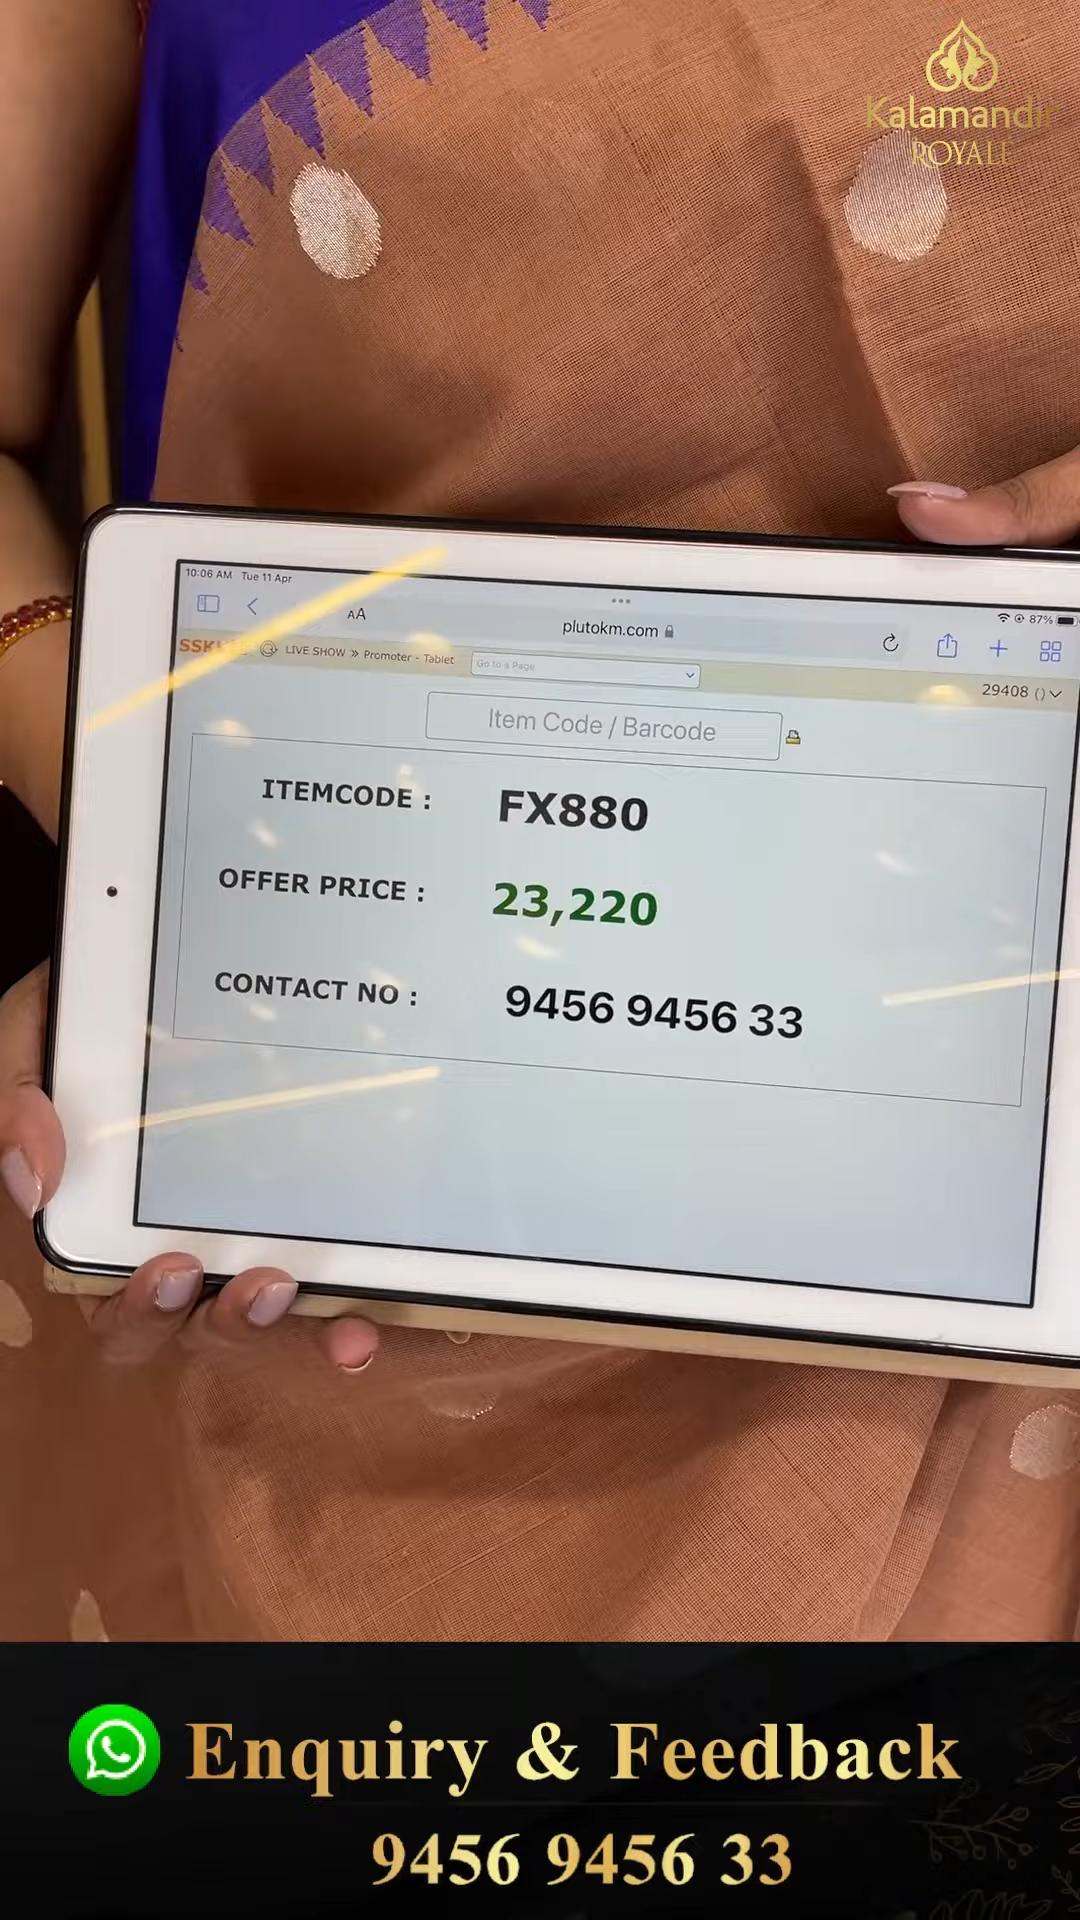 Kalamandir
ROYALE
10:06 AM Tue 11 Apr
87%
AA
plutokm.com
LIVE SHOW » Promoter - Tablet
Go to a Page
29408 ()
Item Code / Barcode
ITEMCODE : FX880
OFFER PRICE : 23,220
CONTACT NO : 9456 9456 33
Enquiry & Feedback
9456 9456 33